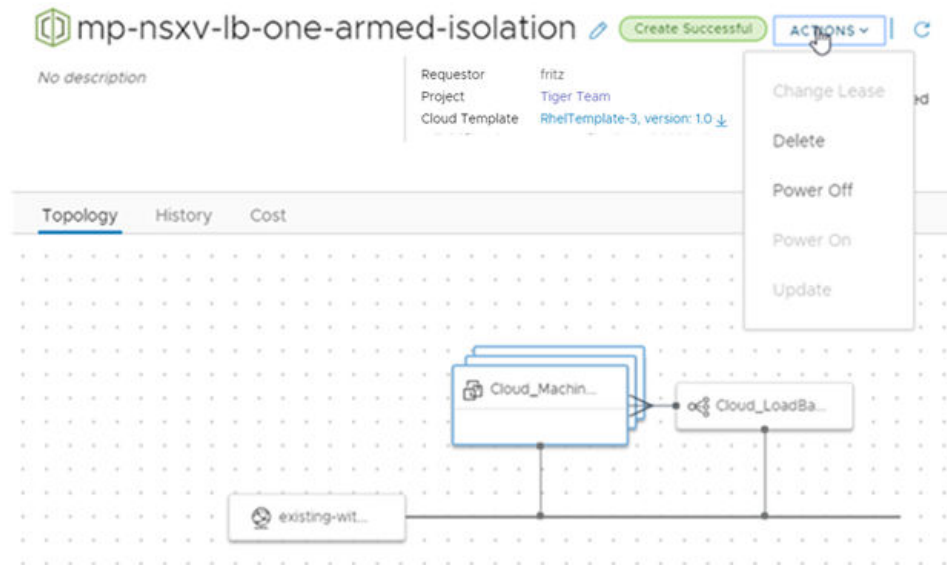 mp-nsxv-lb-one-armed-isolation
Create Successful
ACTIONS
No description
Requestor fritz
Project Tiger Team
Cloud Template RhelTemplate-3, version: 1.0
Change Lease
Delete
Power Off
Power On
Update
Topology History Cost
Cloud_Machin...
Cloud_LoadBa...
existing-wit...